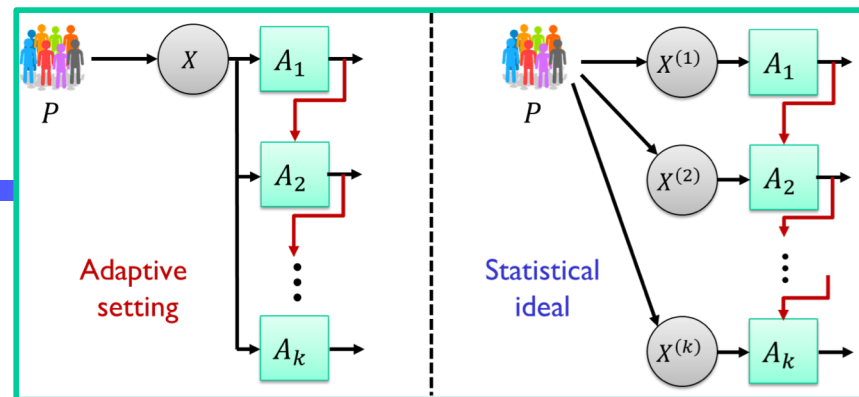 P
X
A₁
A₂
⋮
A_k
Adaptive
setting
P
X⁽¹⁾
A₁
X⁽²⁾
A₂
⋮
X⁽ᵏ⁾
A_k
Statistical
ideal